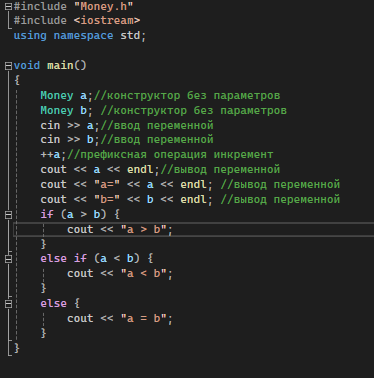 #include "Money.h"
#include <iostream>
using namespace std;
void main()
{
Money a;//конструктор без параметров
Money b; //конструктор без параметров
cin >> a;//ввод переменной
cin >> b;//ввод переменной
++a;//префиксная операция инкремент
cout << a << endl;//вывод переменной
cout << "a=" << a << endl; //вывод переменной
cout << "b=" << b << endl; //вывод переменной
if (a > b) {
cout << "a > b";
}
else if (a < b) {
cout << "a < b";
}
else {
cout << "a = b";
}
}